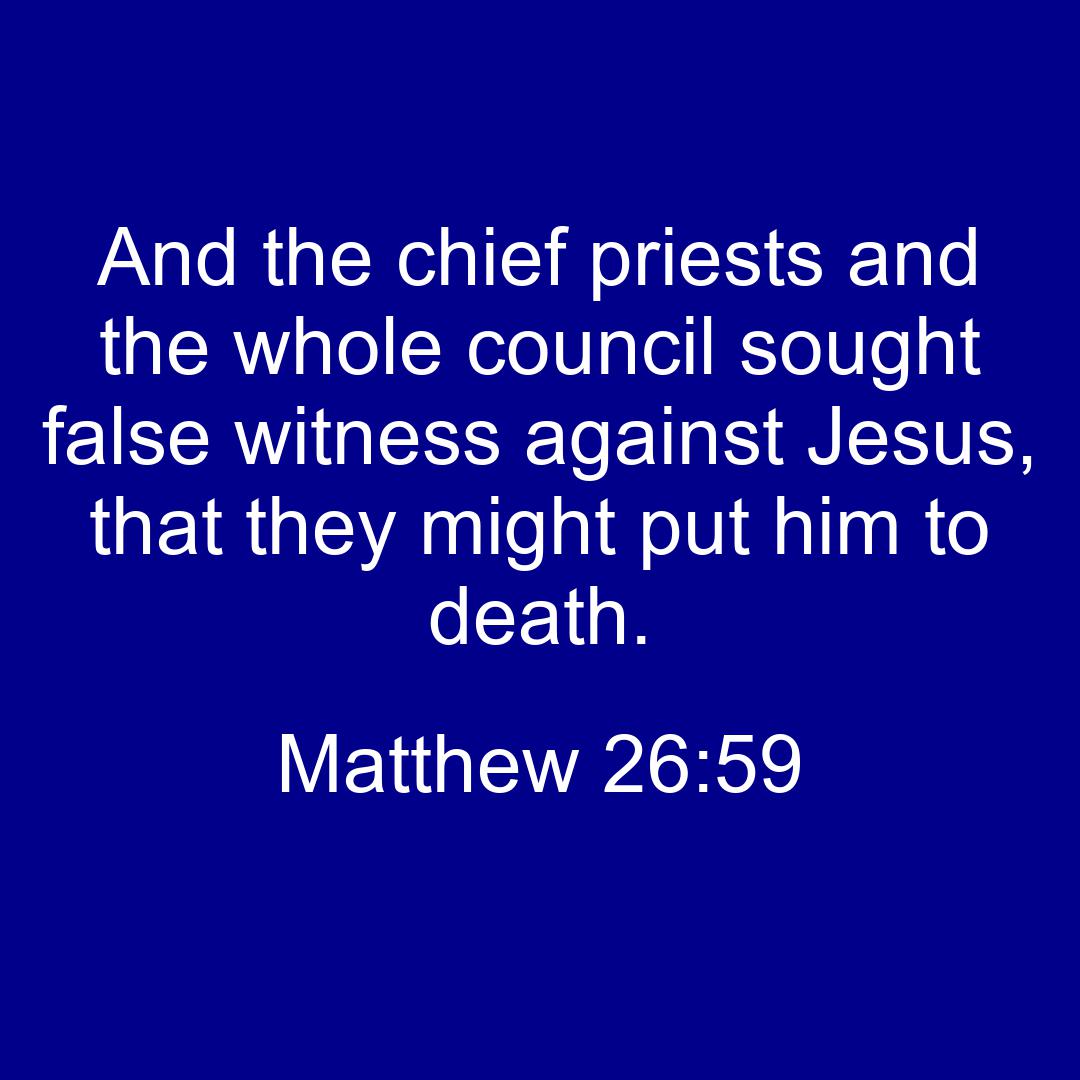 And the chief priests and
the whole council sought
false witness against Jesus,
that they might put him to
death.
Matthew 26:59